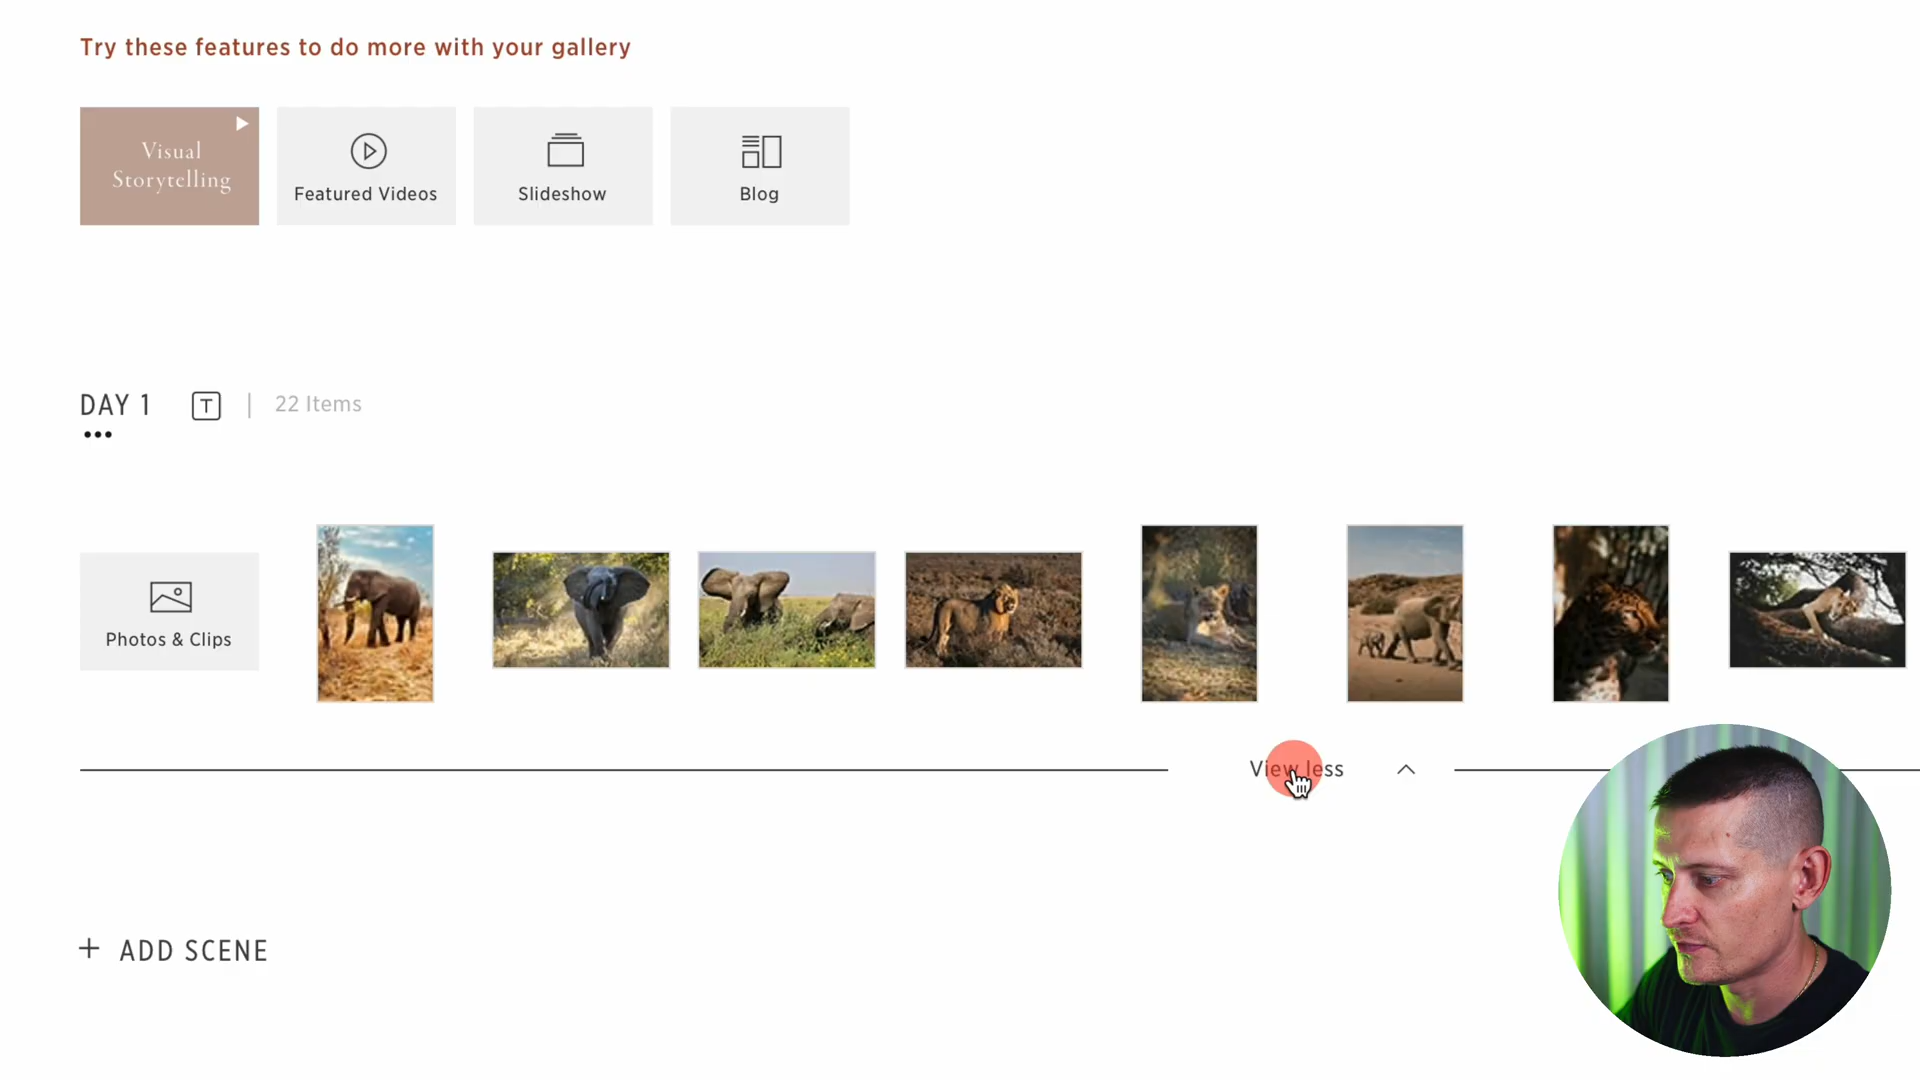 Try these features to do more with your gallery
Visual
Storytelling
Featured Videos
Slideshow
Blog
DAY 1
T
22 Items
Photos & Clips
View less
+ ADD SCENE